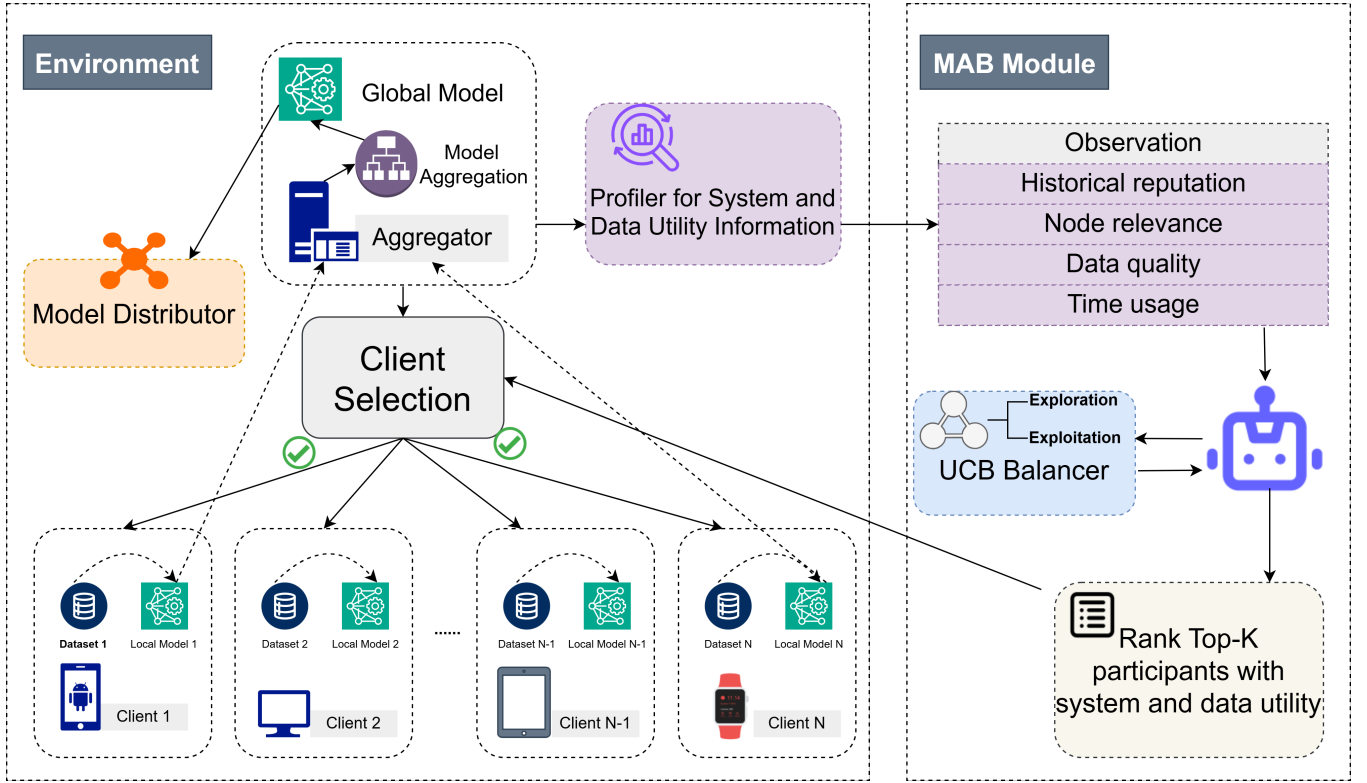 Environment
Global Model
Model
Aggregation
Aggregator
Profiler for System and
Data Utility Information
Model Distributor
Client
Selection
Dataset 1
Local Model 1
Client 1
Dataset 2
Local Model 2
Client 2
......
Dataset N-1
Local Model N-1
Client N-1
Dataset N
Local Model N
Client N
MAB Module
Observation
Historical reputation
Node relevance
Data quality
Time usage
Exploration
Exploitation
UCB Balancer
Rank Top-K
participants with
system and data utility